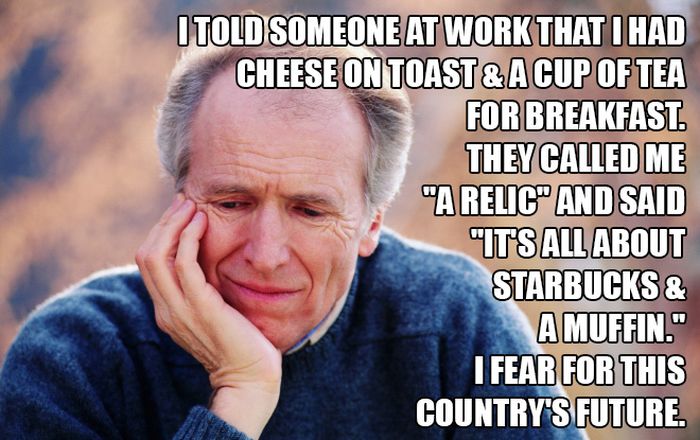 I TOLD SOMEONE AT WORK THAT I HAD
CHEESE ON TOAST & A CUP OF TEA
FOR BREAKFAST.
THEY CALLED ME
"A RELIC" AND SAID
"IT'S ALL ABOUT
STARBUCKS &
A MUFFIN."
I FEAR FOR THIS
COUNTRY'S FUTURE.